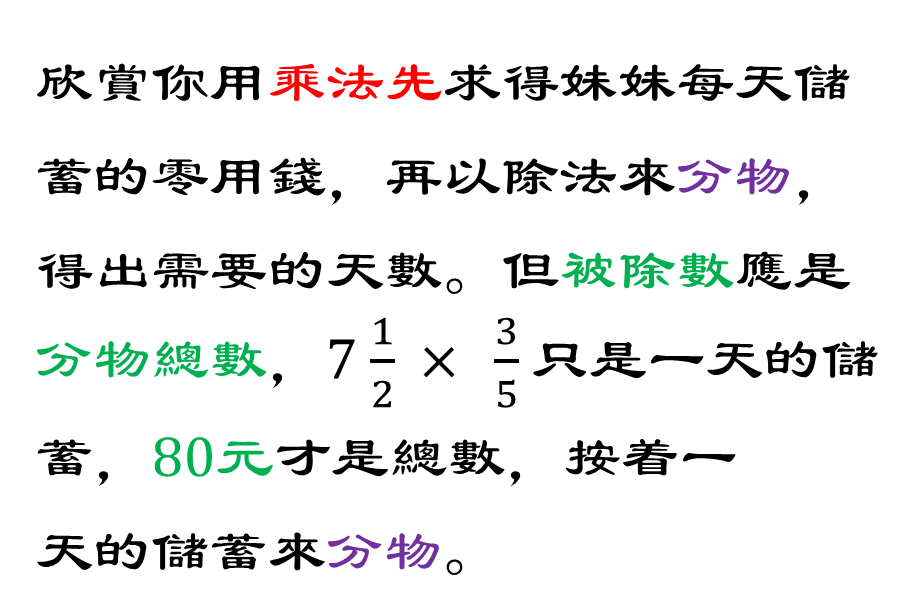 欣賞你用乘法先求得妹妹每天儲
蓄的零用錢，再以除法來分物，
得出需要的天數。但被除數應是
分物總數，7 1/2 × 3/5 只是一天的儲
蓄，80元才是總數，按着一
天的儲蓄來分物。